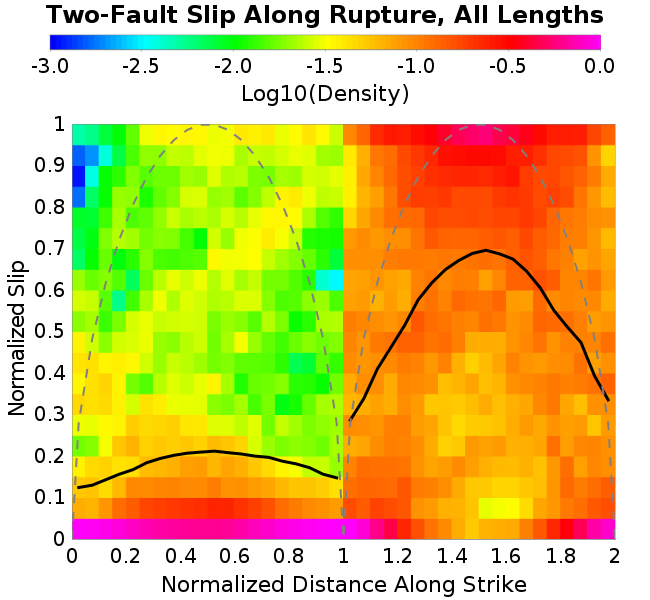 Two-Fault Slip Along Rupture, All Lengths
-3.0 -2.5 -2.0 -1.5 -1.0 -0.5 0.0
Log10(Density)
1
0.9
0.8
0.7
0.6
0.5
0.4
0.3
0.2
0.1
0
Normalized Slip
0 0.2 0.4 0.6 0.8 1 1.2 1.4 1.6 1.8 2
Normalized Distance Along Strike